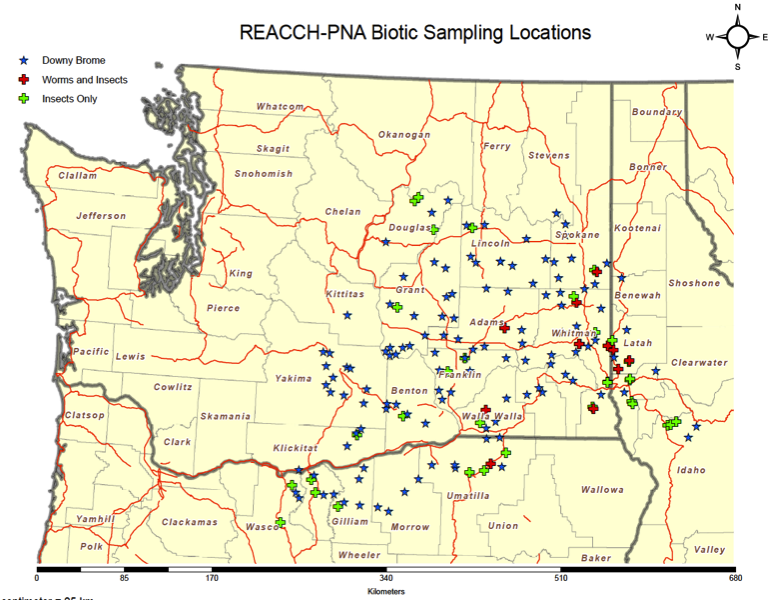 REACCH-PNA Biotic Sampling Locations
N
W E
S
Downy Brome
Worms and Insects
Insects Only
Whatcom
Boundary
Okanogan
Skagit
Ferry
Stevens
Bonner
Clallam
Snohomish
Jefferson
Chelan
Douglas
Spokane
Kootenai
Lincoln
King
Shoshone
Kittitas
Grant
Benewah
Pierce
Adams
Whitman
Latah
Pacific
Lewis
Clearwater
Yakima
Franklin
Cowlitz
Benton
Clatsop
Skamania
Walla Walla
Clark
Klickitat
Idaho
Umatilla
Wallowa
Yamhill
Clackamas
Wasco
Gilliam
Morrow
Union
Polk
Wheeler
Baker
Valley
0 85 170 340 510 680
Kilometers